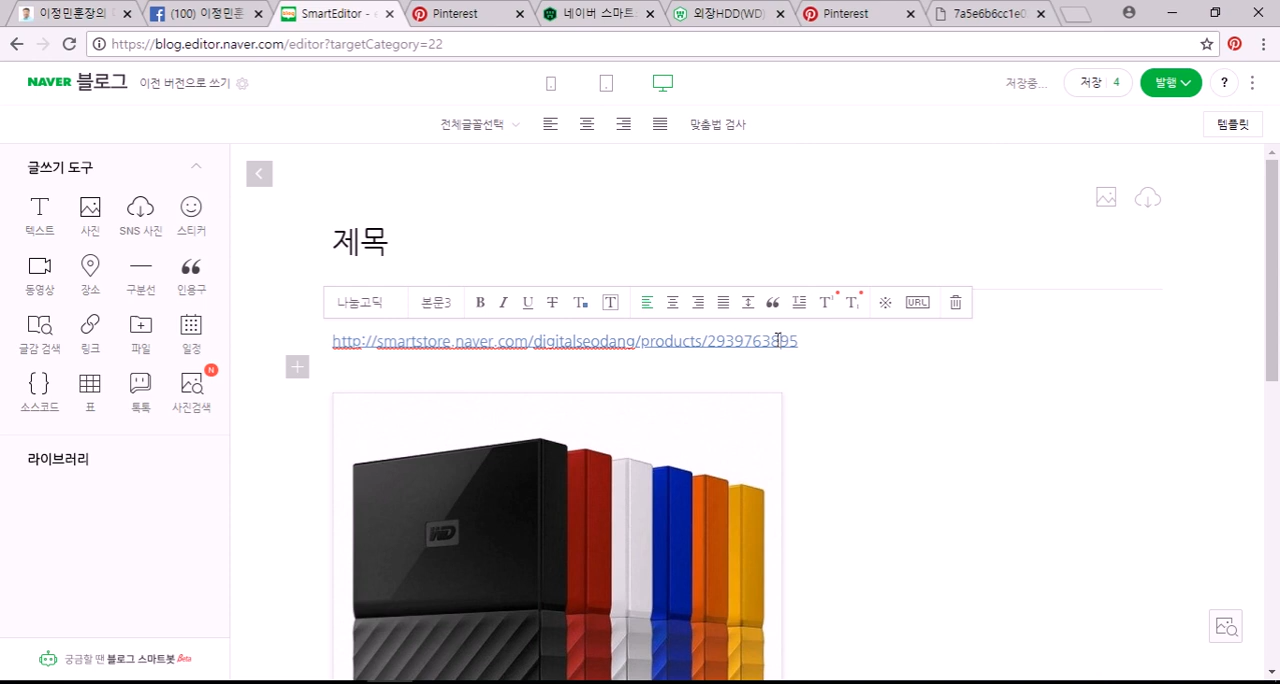 이정민훈장의
(100) 이정민훈
SmartEditor -
Pinterest
네이버 스마트
외장HDD(WD)
Pinterest
7a5e6b6cc1e0
https://blog.editor.naver.com/editor?targetCategory=22
NAVER 블로그 이전 버전으로 쓰기
저장중...
저장 4
발행
?
전체글꼴선택
맞춤법 검사
템플릿
글쓰기 도구
텍스트 사진 SNS 사진 스티커
동영상 장소 구분선 인용구
글감 검색 링크 파일 일정
N
소스코드 표 톡톡 사진검색
라이브러리
궁금할 땐 블로그 스마트봇 Beta
제목
나눔고딕 본문3 B I U T T T T T URL
http://smartstore.naver.com/digitalseodang/products/2939763895
WD